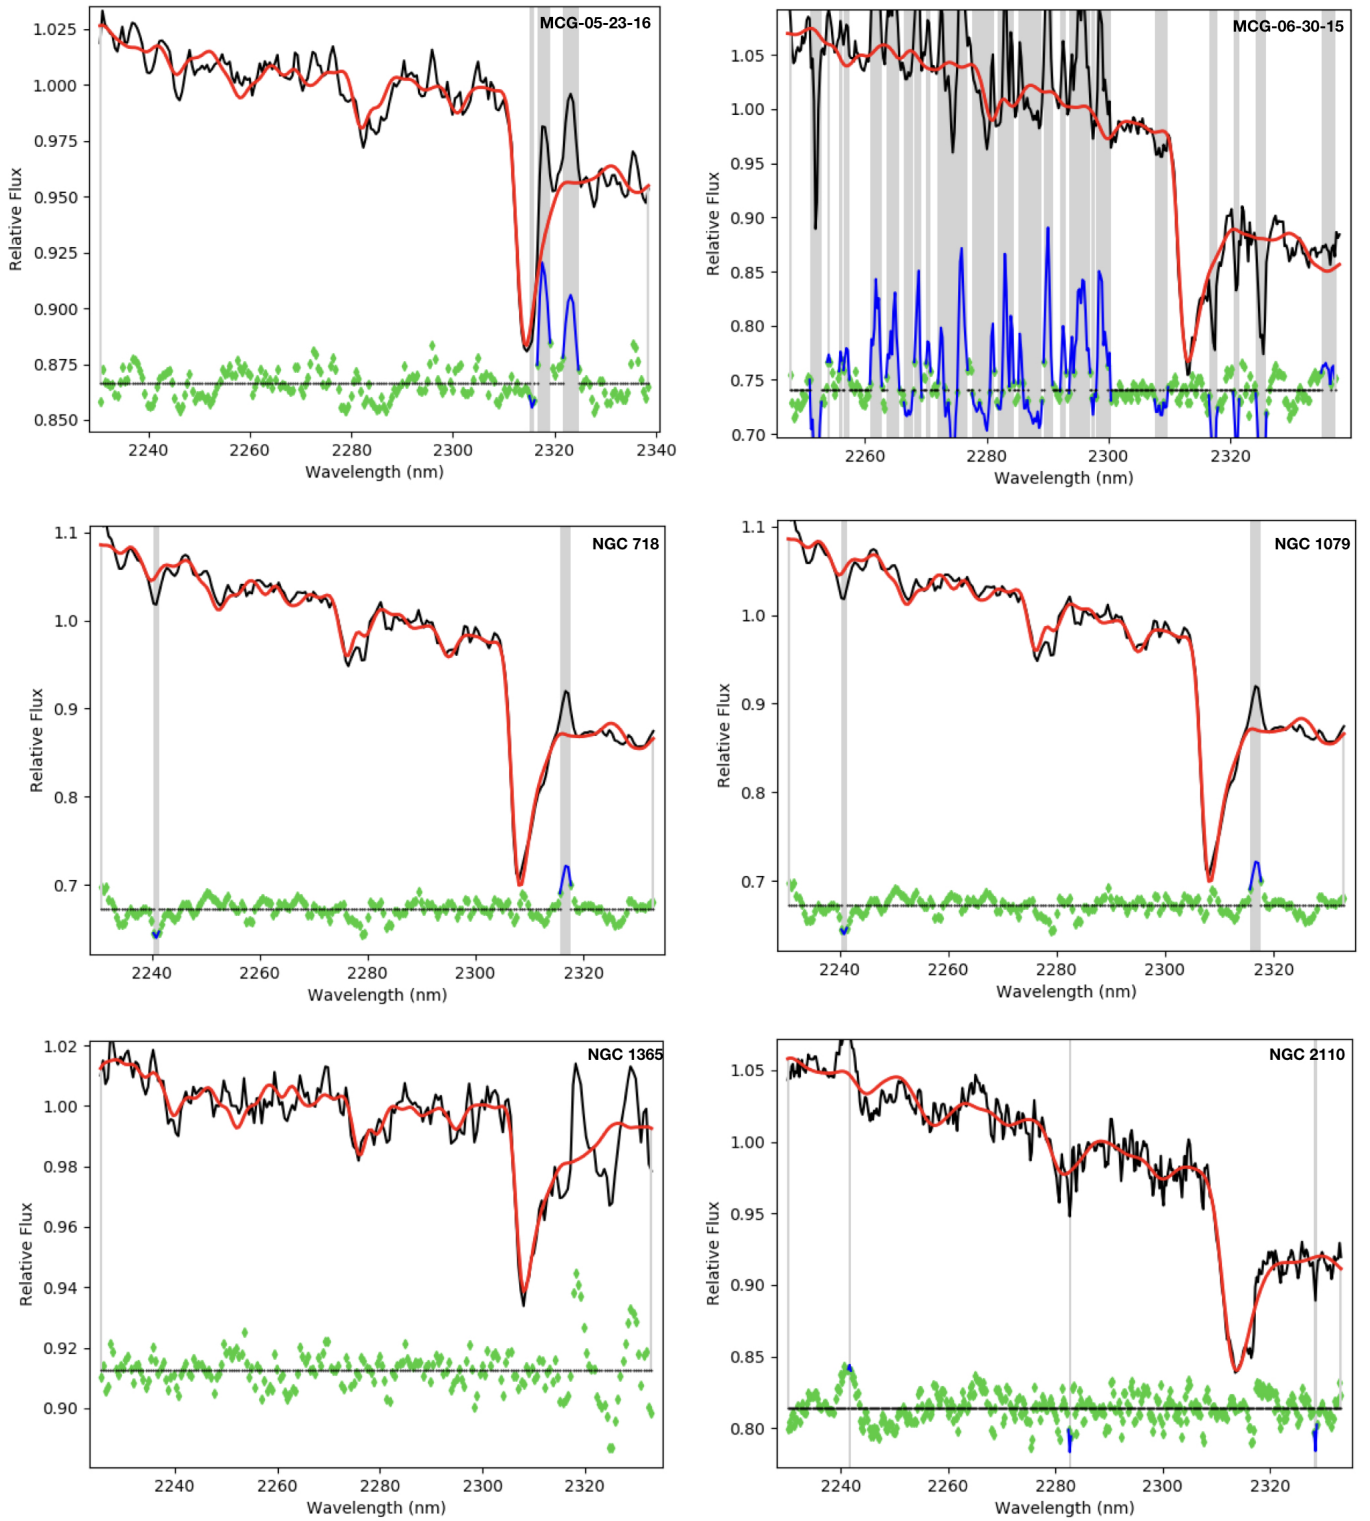 MCG-05-23-16
1.025
1.000
0.975
0.950
0.925
0.900
0.875
0.850
Relative Flux
2240 2260 2280 2300 2320 2340
Wavelength (nm)
MCG-06-30-15
1.05
1.00
0.95
0.90
0.85
0.80
0.75
0.70
Relative Flux
2260 2280 2300 2320
Wavelength (nm)
NGC 718
1.1
1.0
0.9
0.8
0.7
Relative Flux
2240 2260 2280 2300 2320
Wavelength (nm)
NGC 1079
1.1
1.0
0.9
0.8
0.7
Relative Flux
2240 2260 2280 2300 2320
Wavelength (nm)
NGC 1365
1.02
1.00
0.98
0.96
0.94
0.92
0.90
Relative Flux
2240 2260 2280 2300 2320
Wavelength (nm)
NGC 2110
1.05
1.00
0.95
0.90
0.85
0.80
Relative Flux
2240 2260 2280 2300 2320
Wavelength (nm)